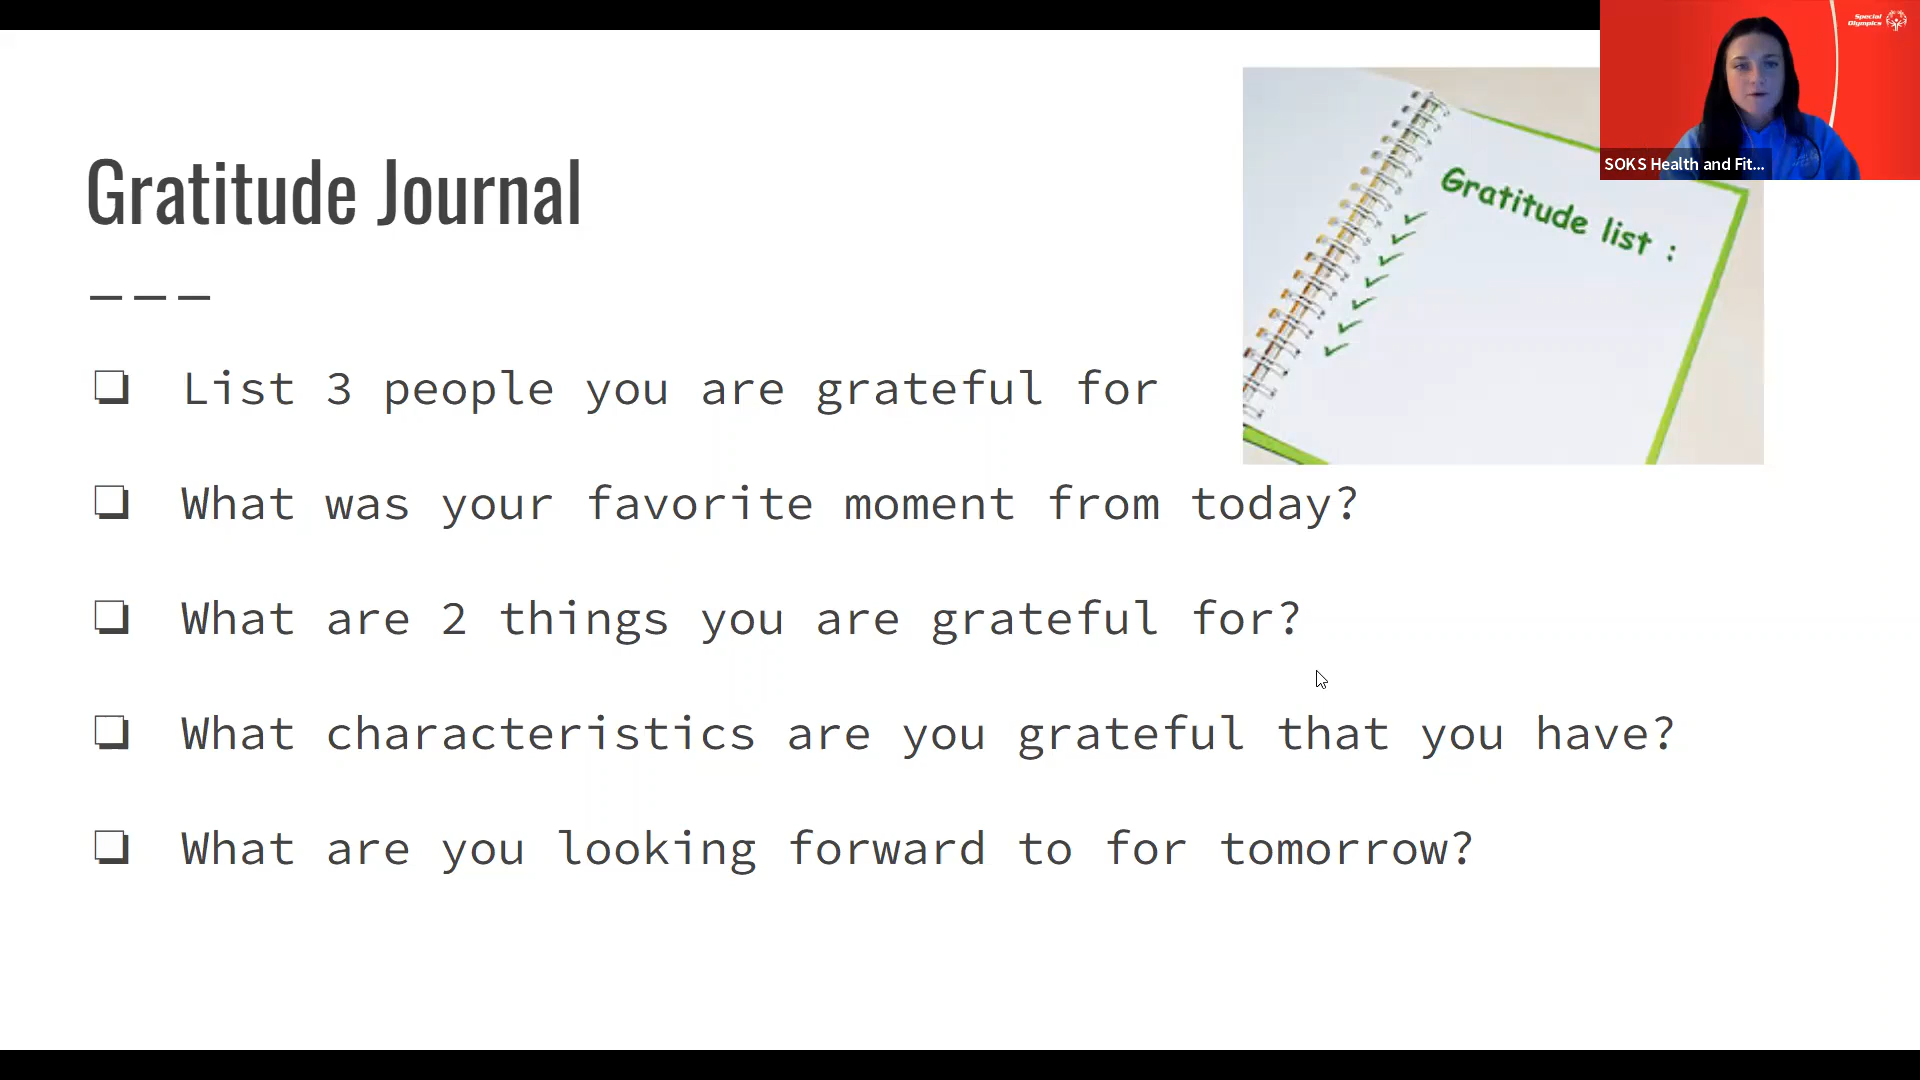 Special
Olympics
SOKS Health and Fit...
Gratitude list :
Gratitude Journal
List 3 people you are grateful for
What was your favorite moment from today?
What are 2 things you are grateful for?
What characteristics are you grateful that you have?
What are you looking forward to for tomorrow?